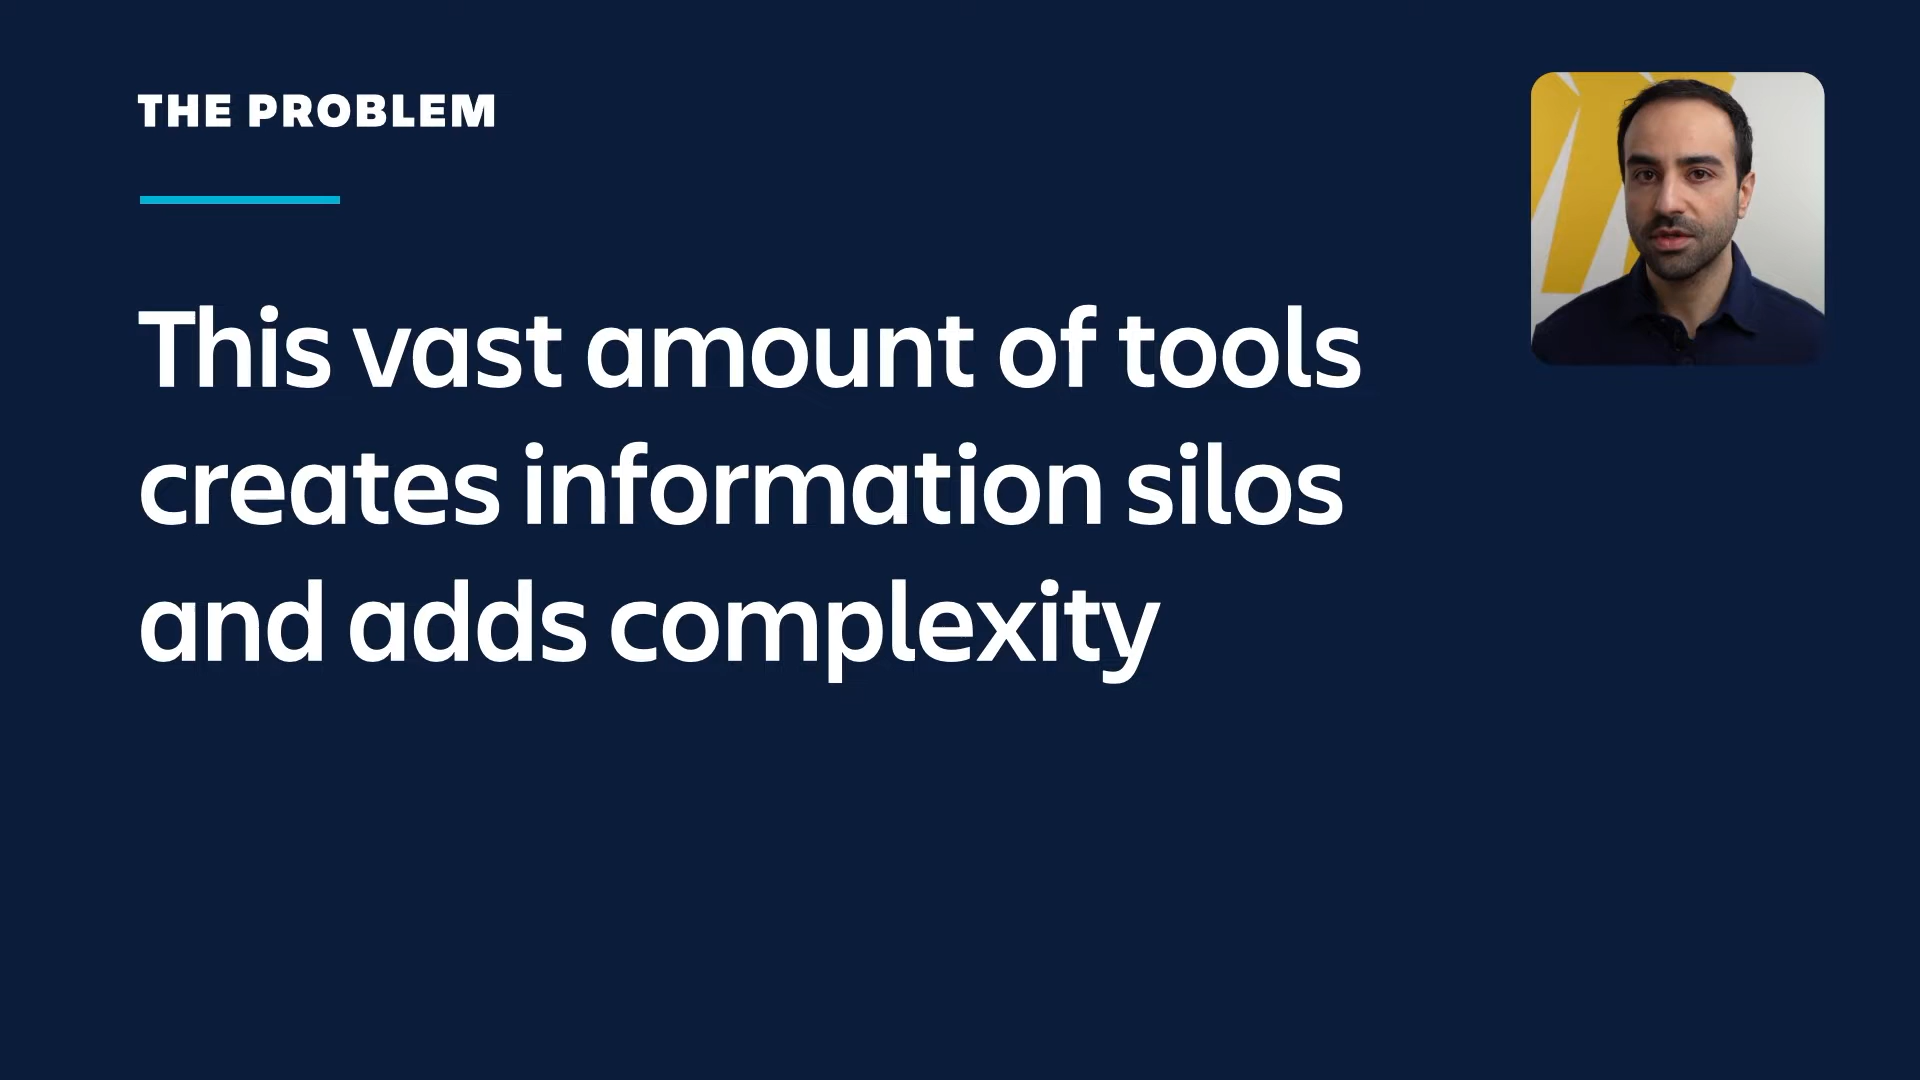 THE PROBLEM
This vast amount of tools
creates information silos
and adds complexity